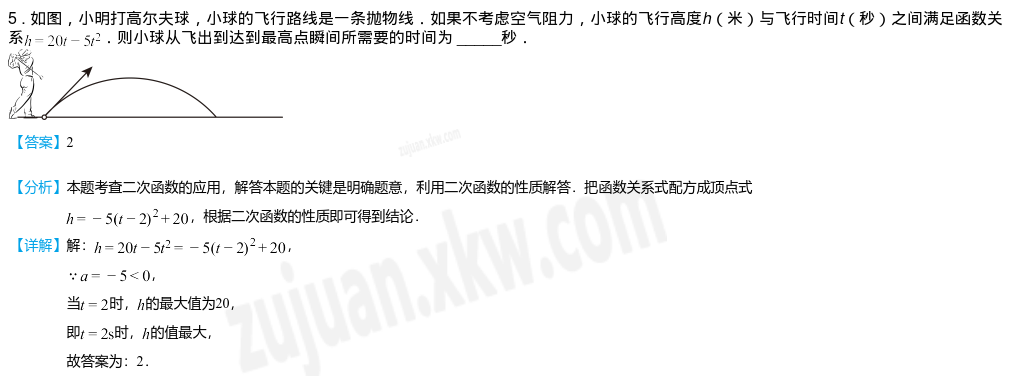 5．如图，小明打高尔夫球，小球的飞行路线是一条抛物线．如果不考虑空气阻力，小球的飞行高度h（米）与飞行时间t（秒）之间满足函数关
系h＝20t－5t²．则小球从飞出到达到最高点瞬间所需要的时间为 ______秒．
【答案】2
zujuan.xkw.com
【分析】本题考查二次函数的应用，解答本题的关键是明确题意，利用二次函数的性质解答．把函数关系式配方成顶点式
h＝－5(t－2)²＋20，根据二次函数的性质即可得到结论．
【详解】解：h＝20t－5t²＝－5(t－2)²＋20，
∵a＝－5＜0，
当t＝2时，h的最大值为20，
即t＝2s时，h的值最大，
故答案为：2．
zujuan.xkw.com